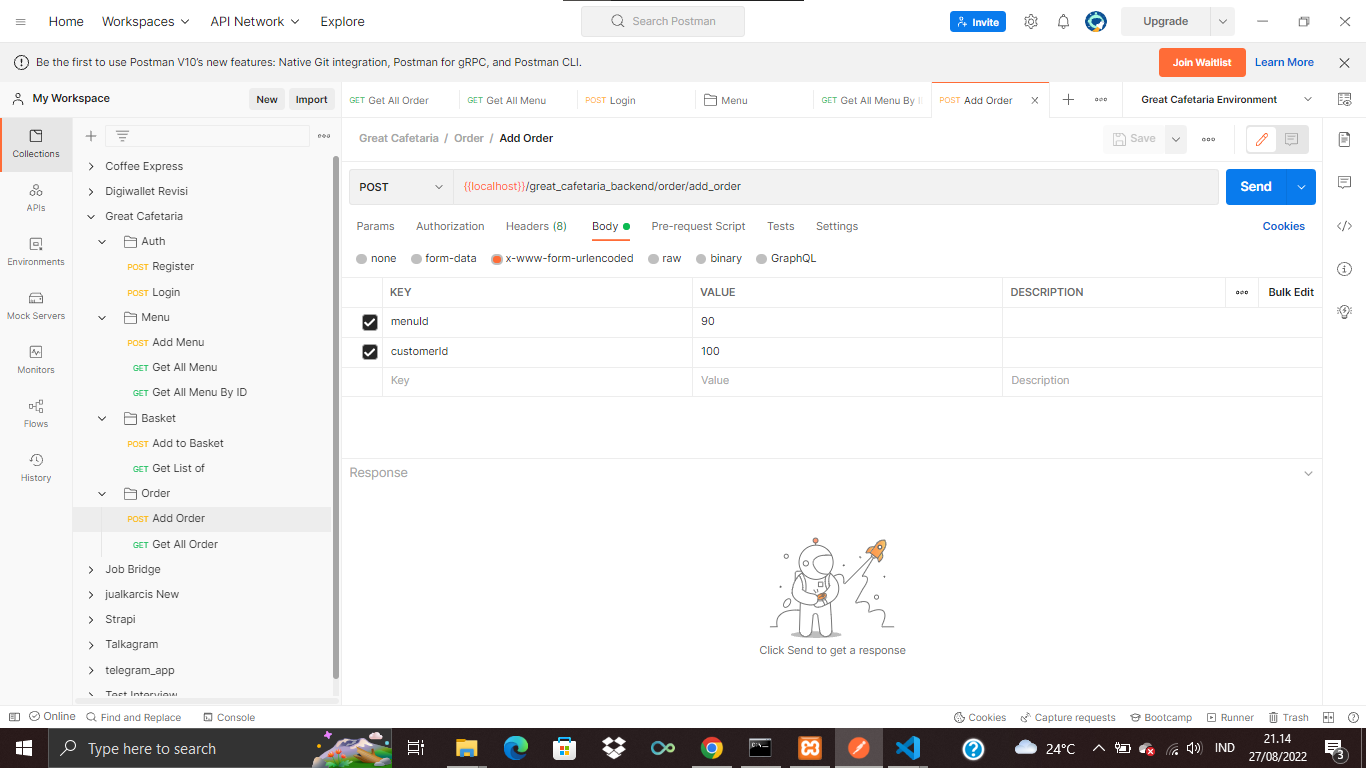 Home Workspaces API Network Explore Search Postman Invite Upgrade
Be the first to use Postman V10's new features: Native Git integration, Postman for gRPC, and Postman CLI. Join Waitlist Learn More
My Workspace New Import
GET Get All Order GET Get All Menu POST Login Menu GET Get All Menu By POST Add Order Great Cafetaria Environment
Collections
APIs
Environments
Mock Servers
Monitors
Flows
History
Coffee Express
Digiwallet Revisi
Great Cafetaria
Auth
POST Register
POST Login
Menu
POST Add Menu
GET Get All Menu
GET Get All Menu By ID
Basket
POST Add to Basket
GET Get List of
Order
POST Add Order
GET Get All Order
Job Bridge
jualkarcis New
Strapi
Talkagram
telegram_app
Test Interview
Great Cafetaria / Order / Add Order Save
POST {{localhost}}/great_cafetaria_backend/order/add_order Send
Params Authorization Headers (8) Body Pre-request Script Tests Settings Cookies
none form-data x-www-form-urlencoded raw binary GraphQL
KEY VALUE DESCRIPTION Bulk Edit
menuId 90
customerId 100
Key Value Description
Response
Click Send to get a response
Online Find and Replace Console Cookies Capture requests Bootcamp Runner Trash
Type here to search 24°C IND 21.14
27/08/2022
3